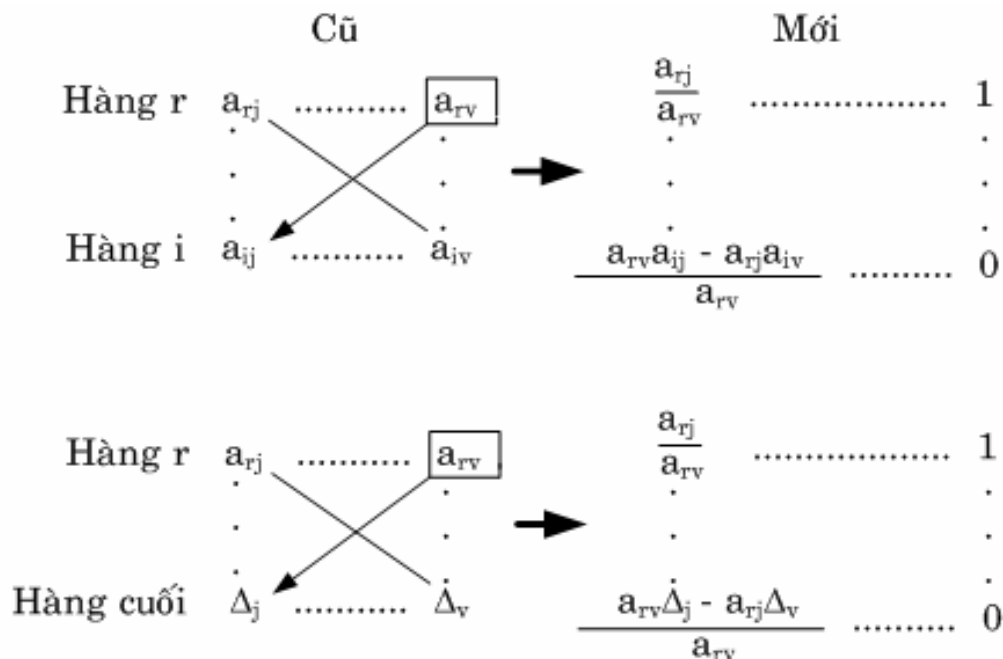 Cũ Mới
Hàng r a_rj ............ a_rv a_rj / a_rv .................... 1
Hàng i a_ij ............ a_iv (a_rv a_ij - a_rj a_iv) / a_rv .......... 0
Hàng r a_rj ............ a_rv a_rj / a_rv .................... 1
Hàng cuối Δ_j ............ Δ_v (a_rv Δ_j - a_rj Δ_v) / a_rv .......... 0